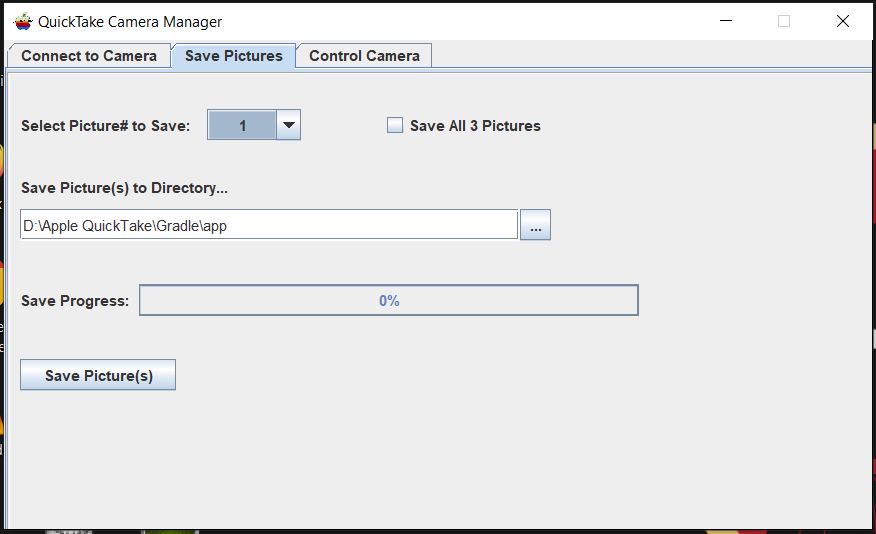 QuickTake Camera Manager
Connect to Camera Save Pictures Control Camera
Select Picture# to Save: 1 Save All 3 Pictures
Save Picture(s) to Directory...
D:\Apple QuickTake\Gradle\app ...
Save Progress: 0%
Save Picture(s)